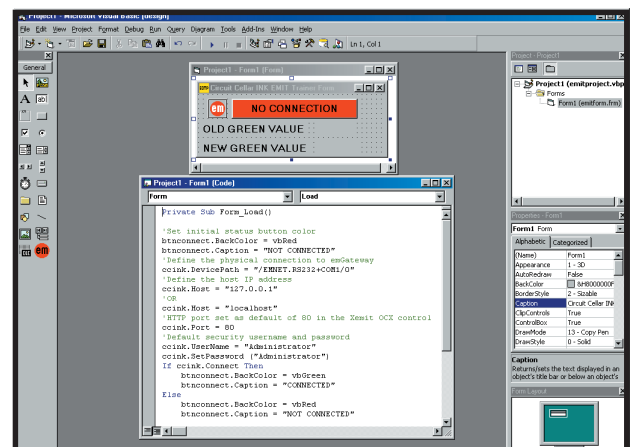 Project1 - Microsoft Visual Basic [design]
File Edit View Project Format Debug Run Query Diagram Tools Add-Ins Window Help
Ln 1, Col 1
General
A
ab|
em
Project1 - Form1 (Form)
Circuit Cellar INK EMIT Trainer Form
em
NO CONNECTION
OLD GREEN VALUE
NEW GREEN VALUE
Project1 - Form1 (Code)
Form
Load
Private Sub Form_Load()
'Set initial status button color
btnconnect.BackColor = vbRed
btnconnect.Caption = "NOT CONNECTED"
'Define the physical connection to emGateway
ccink.DevicePath = "/EMNET.RS232+COM1/0"
'Define the host IP address
ccink.Host = "127.0.0.1"
'OR
ccink.Host = "localhost"
'HTTP port set as default of 80 in the Xemit OCX control
ccink.Port = 80
'Default security username and password
ccink.UserName = "Administrator"
ccink.SetPassword ("Administrator")
If ccink.Connect Then
btnconnect.BackColor = vbGreen
btnconnect.Caption = "CONNECTED"
Else
btnconnect.BackColor = vbRed
btnconnect.Caption = "NOT CONNECTED"
Project - Project1
Project1 (emitproject.vbp
Forms
Form1 (emitform.frm)
Properties - Form1
Form1 Form
Alphabetic Categorized
(Name) Form1
Appearance 1 - 3D
AutoRedraw False
BackColor &H8000000F
BorderStyle 2 - Sizable
Caption Circuit Cellar INK
ClipControls True
ControlBox True
DrawMode 13 - Copy Pen
DrawStyle 0 - Solid
Caption
Returns/sets the text displayed in an
object's title bar or below an object's
Form Layout